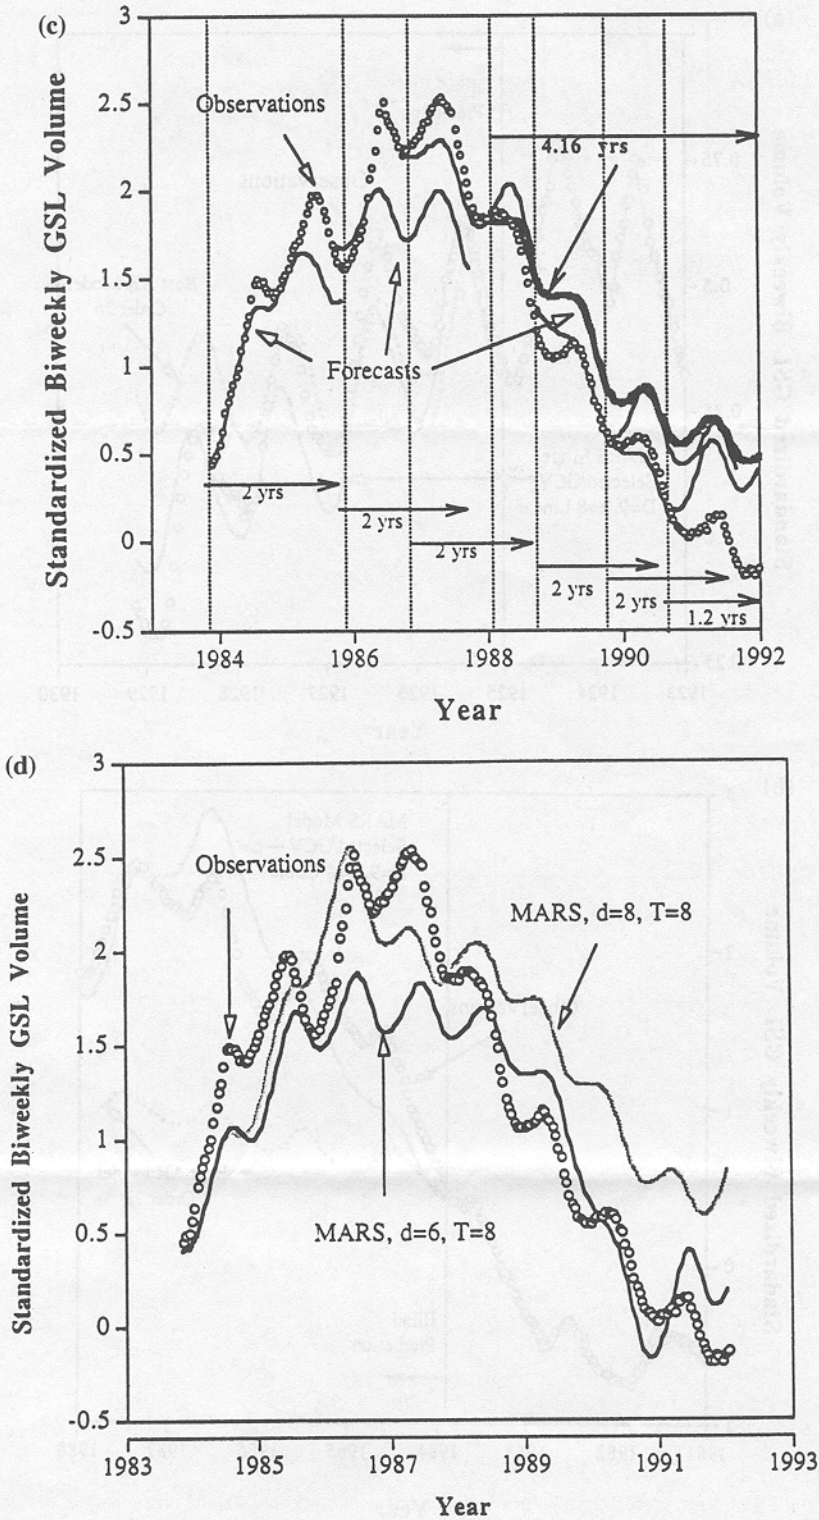 (c)
3
2.5
2
1.5
1
0.5
0
-0.5
Standardized Biweekly GSL Volume
Observations
4.16 yrs
Forecasts
2 yrs
2 yrs
2 yrs
2 yrs
2 yrs
1.2 yrs
1984
1986
1988
1990
1992
Year
(d)
3
2.5
2
1.5
1
0.5
0
-0.5
Standardized Biweekly GSL Volume
Observations
MARS, d=8, T=8
MARS, d=6, T=8
1983
1985
1987
1989
1991
1993
Year